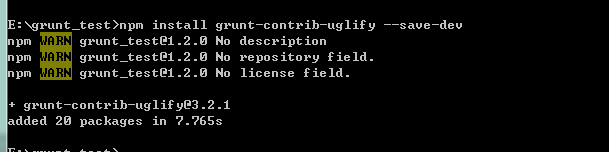 E:\grunt_test>npm install grunt-contrib-uglify --save-dev
npm WARN grunt_test@1.2.0 No description
npm WARN grunt_test@1.2.0 No repository field.
npm WARN grunt_test@1.2.0 No license field.
+ grunt-contrib-uglify@3.2.1
added 20 packages in 7.765s
E:\grunt_test>